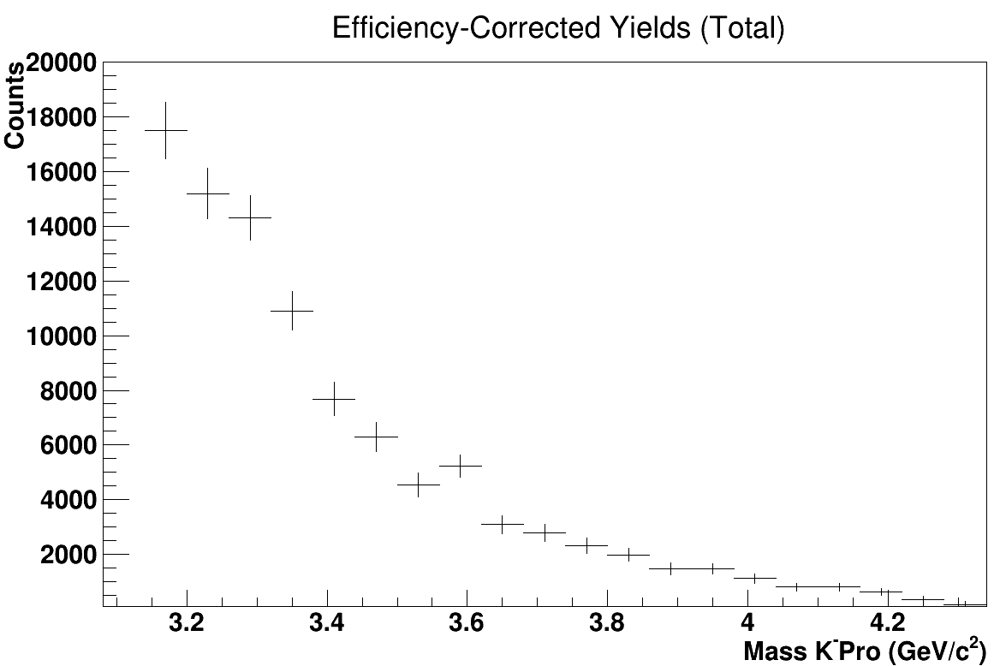 Efficiency-Corrected Yields (Total)
Counts
20000
18000
16000
14000
12000
10000
8000
6000
4000
2000
3.2 3.4 3.6 3.8 4 4.2
Mass K⁻Pro (GeV/c²)